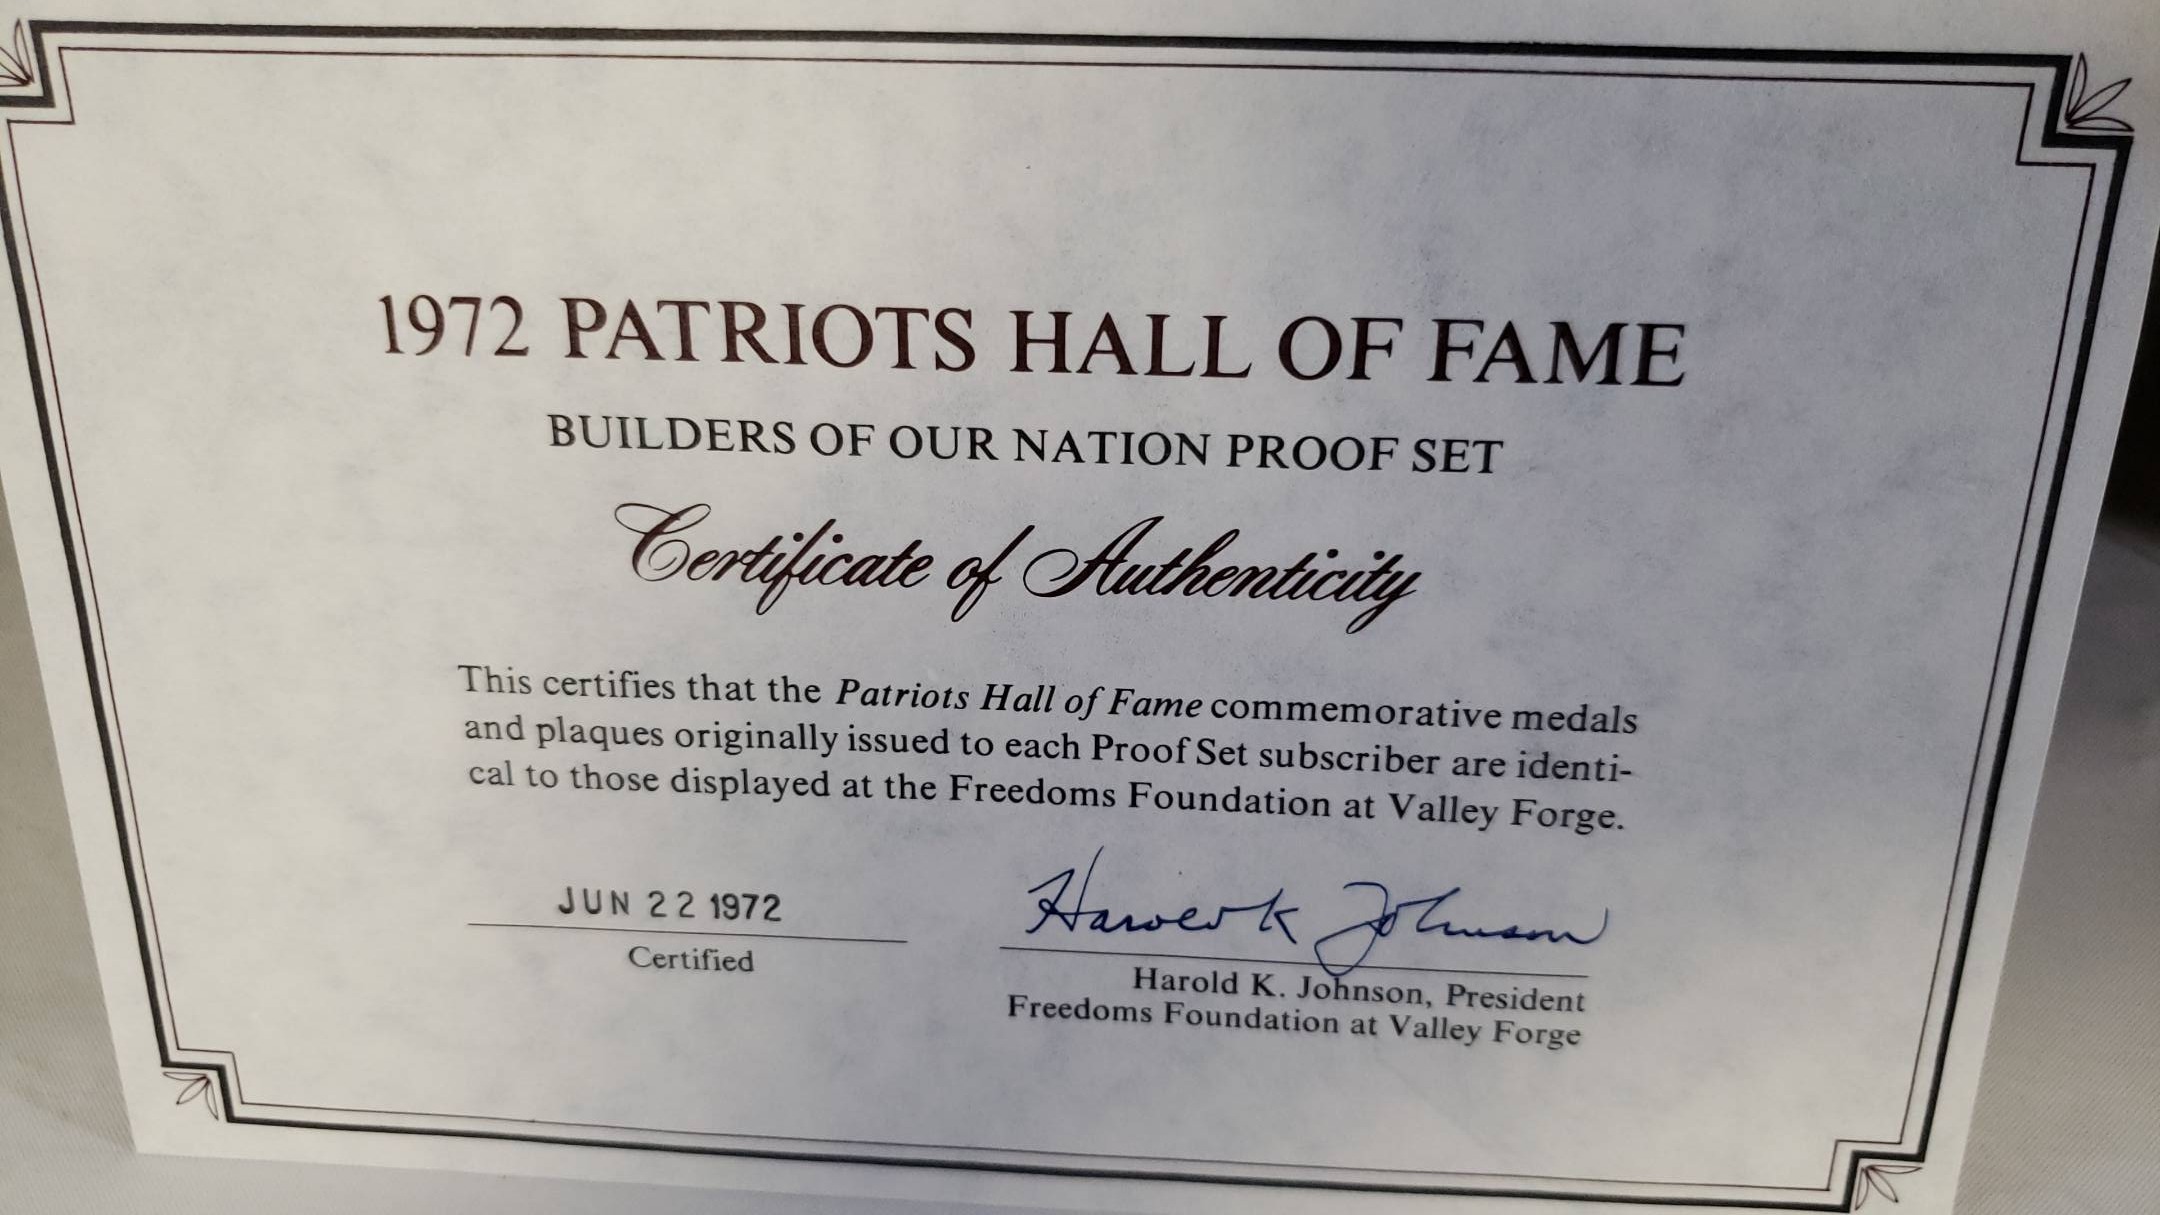 1972 PATRIOTS HALL OF FAME
BUILDERS OF OUR NATION PROOF SET
Certificate of Authenticity
This certifies that the Patriots Hall of Fame commemorative medals
and plaques originally issued to each Proof Set subscriber are identi-
cal to those displayed at the Freedoms Foundation at Valley Forge.
JUN 22 1972
Certified
Harold K Johnson
Harold K. Johnson, President
Freedoms Foundation at Valley Forge